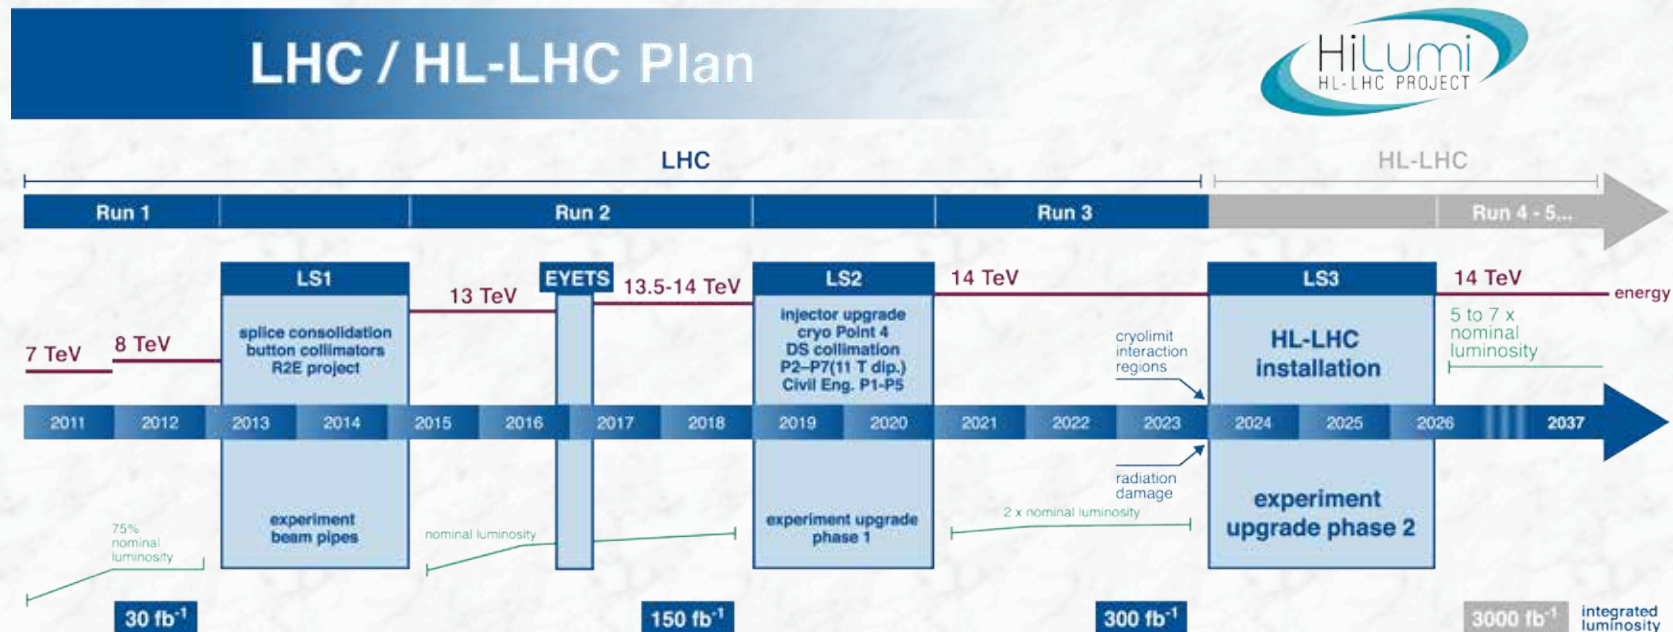 LHC / HL-LHC Plan
HiLumi
HL-LHC PROJECT
LHC
HL-LHC
Run 1
Run 2
Run 3
Run 4 - 5...
LS1
EYETS
LS2
LS3
7 TeV
8 TeV
13 TeV
13.5-14 TeV
14 TeV
14 TeV
energy
splice consolidation
button collimators
R2E project
injector upgrade
cryo Point 4
DS collimation
P2–P7(11 T dip.)
Civil Eng. P1-P5
cryolimit
interaction
regions
HL-LHC
installation
5 to 7 x
nominal
luminosity
2011
2012
2013
2014
2015
2016
2017
2018
2019
2020
2021
2022
2023
2024
2025
2026
2037
radiation
damage
75%
nominal
luminosity
experiment
beam pipes
nominal luminosity
experiment upgrade
phase 1
2 x nominal luminosity
experiment
upgrade phase 2
30 fb⁻¹
150 fb⁻¹
300 fb⁻¹
3000 fb⁻¹
integrated
luminosity